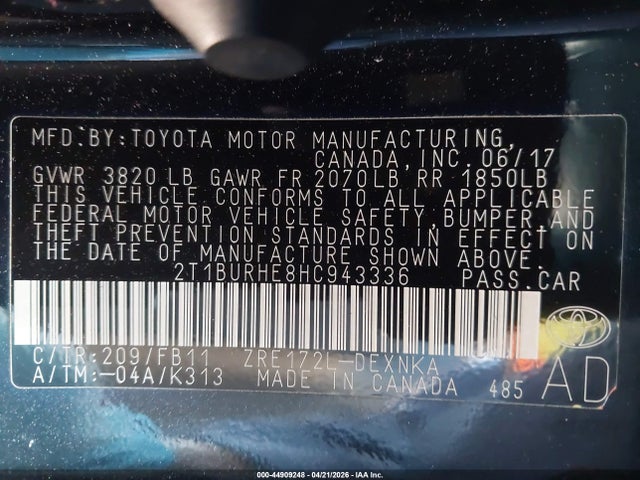 MFD.BY:TOYOTA MOTOR MANUFACTURING,
CANADA,INC. 06/17
GVWR 3820 LB GAWR FR 2070LB RR 1850LB
THIS VEHICLE CONFORMS TO ALL APPLICABLE
FEDERAL MOTOR VEHICLE SAFETY, BUMPER, AND
THEFT PREVENTION STANDARDS IN EFFECT ON
THE DATE OF MANUFACTURE SHOWN ABOVE.
2T1BURHE8HC943336 PASS.CAR
C/TR:209/FB11 ZRE172L-DEXNKA
A/TM:-04A/K313 MADE IN CANADA 485 AD
000-44909248 - 04/21/2026 - IAA Inc.